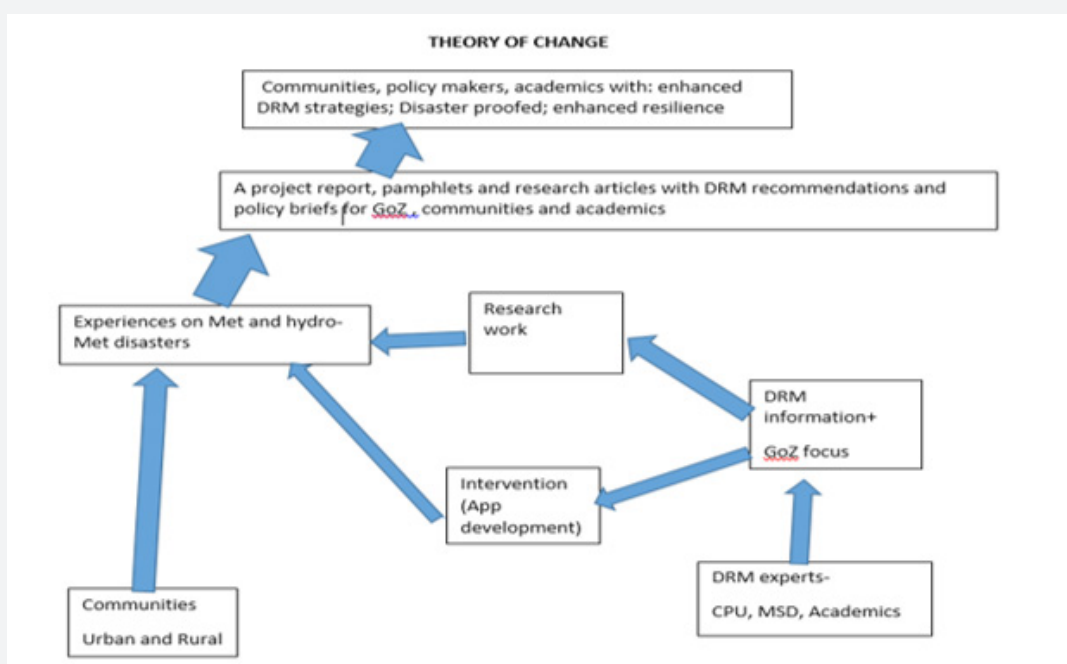 THEORY OF CHANGE
Communities, policy makers, academics with: enhanced
DRM strategies; Disaster proofed; enhanced resilience
A project report, pamphlets and research articles with DRM recommendations and
policy briefs for GoZ , communities and academics
Experiences on Met and hydro-
Met disasters
Research
work
DRM
information+
GoZ focus
Intervention
(App
development)
DRM experts-
CPU, MSD, Academics
Communities
Urban and Rural